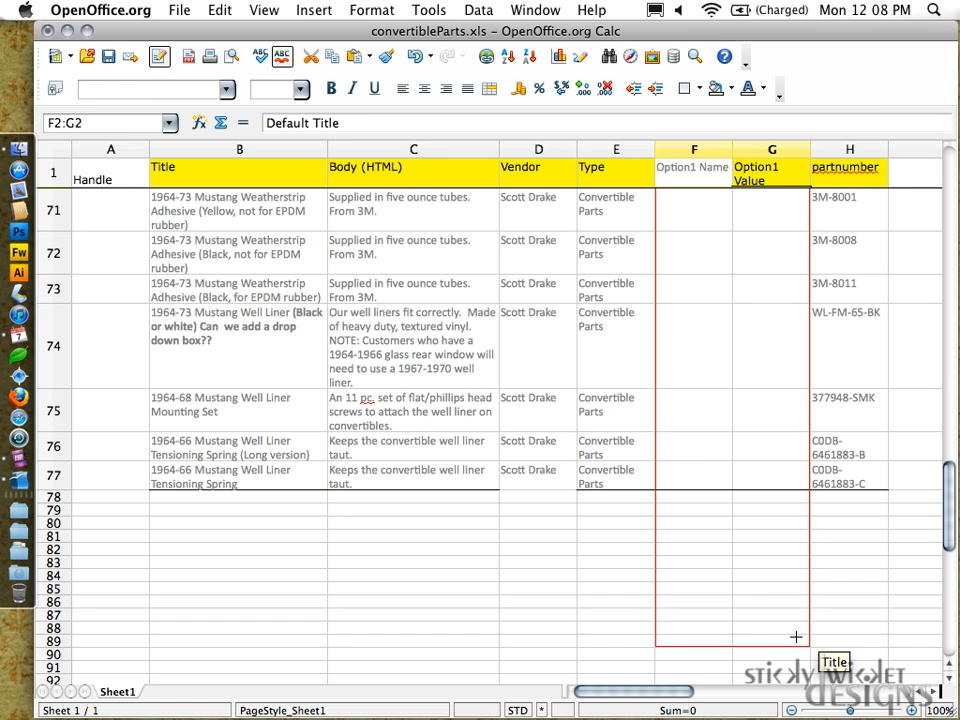 OpenOffice.org File Edit View Insert Format Tools Data Window Help (Charged) Mon 12 08 PM
convertibleParts.xls - OpenOffice.org Calc
F2:G2 Default Title
A B C D E F G H
1 Handle Title Body (HTML) Vendor Type Option1 Name Option1 Value partnumber
71 1964-73 Mustang Weatherstrip Adhesive (Yellow, not for EPDM rubber) Supplied in five ounce tubes. From 3M. Scott Drake Convertible Parts 3M-8001
72 1964-73 Mustang Weatherstrip Adhesive (Black, not for EPDM rubber) Supplied in five ounce tubes. From 3M. Scott Drake Convertible Parts 3M-8008
73 1964-73 Mustang Weatherstrip Adhesive (Black, for EPDM rubber) Supplied in five ounce tubes. From 3M. Scott Drake Convertible Parts 3M-8011
74 1964-73 Mustang Well Liner (Black or white) Can we add a drop down box?? Our well liners fit correctly. Made of heavy duty, textured vinyl. NOTE: Customers who have a 1964-1966 glass rear window will need to use a 1967-1970 well liner. Scott Drake Convertible Parts WL-FM-65-BK
75 1964-68 Mustang Well Liner Mounting Set An 11 pc. set of flat/phillips head screws to attach the well liner on convertibles. Scott Drake Convertible Parts 377948-SMK
76 1964-66 Mustang Well Liner Tensioning Spring (Long version) Keeps the convertible well liner taut. Scott Drake Convertible Parts C0DB-6461883-B
77 1964-66 Mustang Well Liner Tensioning Spring Keeps the convertible well liner taut. Scott Drake Convertible Parts C0DB-6461883-C
78
79
80
81
82
83
84
85
86
87
88
89
90
91
92
Title
sticky wicket
DESIGNS
Sheet1
Sheet 1 / 1 PageStyle_Sheet1 STD * Sum=0 100%